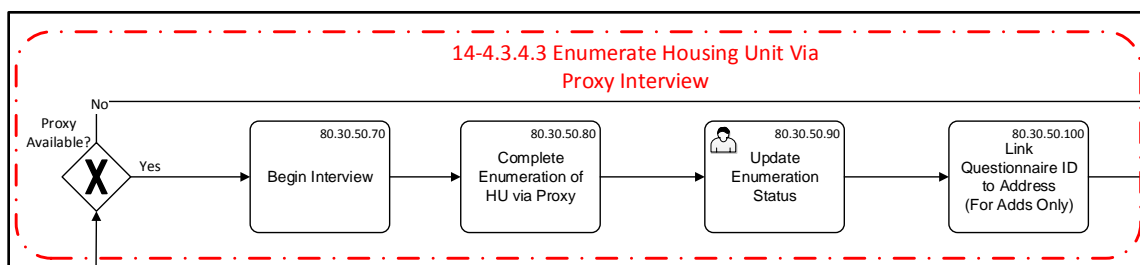 14-4.3.4.3 Enumerate Housing Unit Via
Proxy Interview
No
Proxy
Available?
X
Yes
80.30.50.70
Begin Interview
80.30.50.80
Complete
Enumeration of
HU via Proxy
80.30.50.90
Update
Enumeration
Status
80.30.50.100
Link
Questionnaire ID
to Address
(For Adds Only)